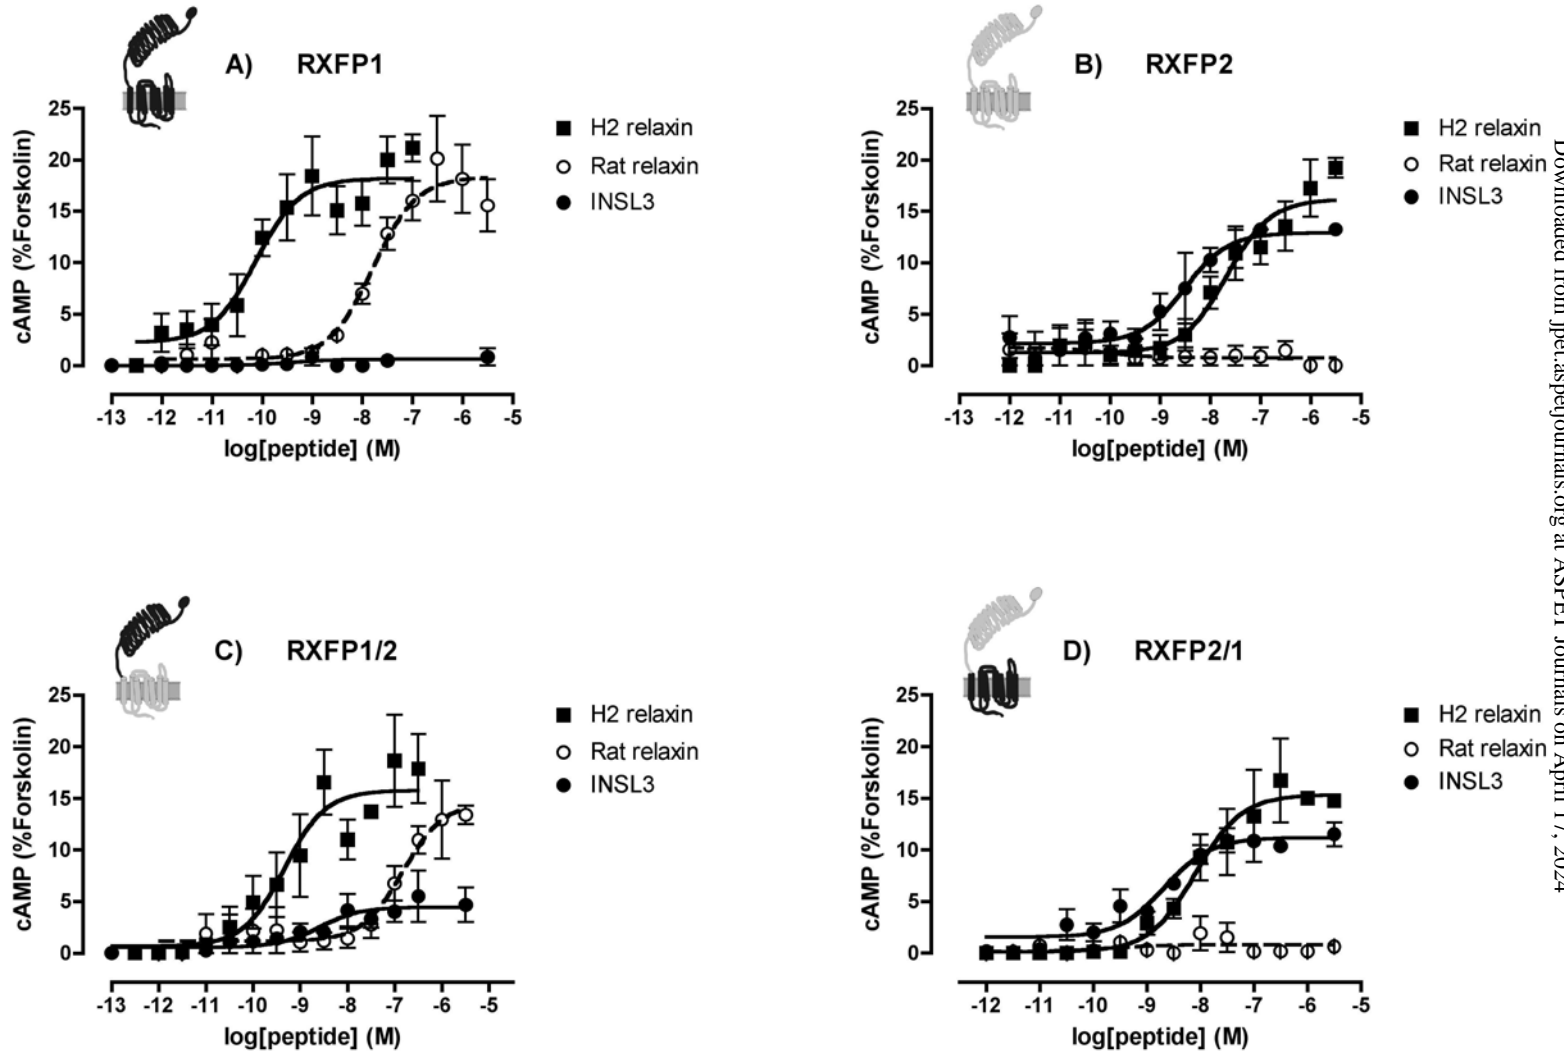 A) RXFP1
25
20
15
10
5
0
cAMP (%Forskolin)
-13 -12 -11 -10 -9 -8 -7 -6 -5
log[peptide] (M)
H2 relaxin
Rat relaxin
INSL3
B) RXFP2
25
20
15
10
5
0
cAMP (%Forskolin)
-13 -12 -11 -10 -9 -8 -7 -6 -5
log[peptide] (M)
H2 relaxin
Rat relaxin
INSL3
C) RXFP1/2
25
20
15
10
5
0
cAMP (%Forskolin)
-13 -12 -11 -10 -9 -8 -7 -6 -5
log[peptide] (M)
H2 relaxin
Rat relaxin
INSL3
D) RXFP2/1
25
20
15
10
5
0
cAMP (%Forskolin)
-12 -11 -10 -9 -8 -7 -6 -5
log[peptide] (M)
H2 relaxin
Rat relaxin
INSL3
Downloaded from jpet.aspetjournals.org at ASPET Journals on April 17, 2024